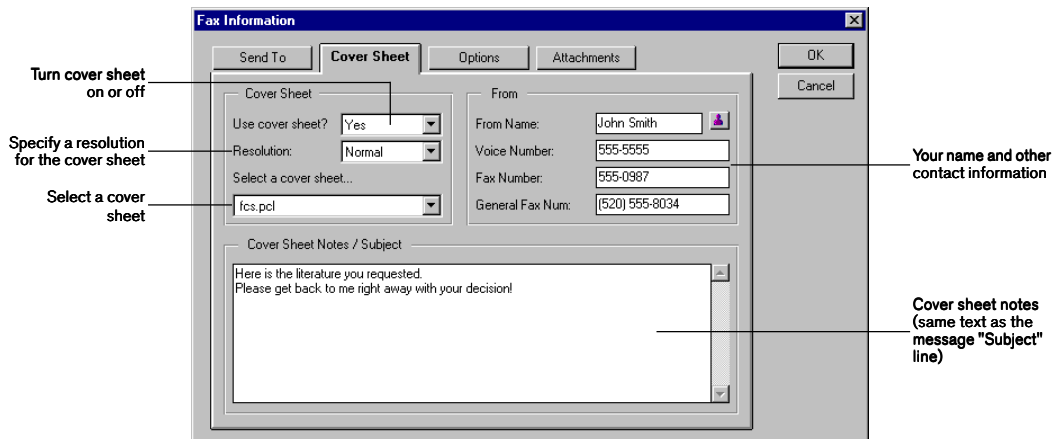 Fax Information
Send To
Cover Sheet
Options
Attachments
OK
Cancel
Turn cover sheet
on or off
Specify a resolution
for the cover sheet
Select a cover
sheet
Cover Sheet
Use cover sheet? Yes
Resolution: Normal
Select a cover sheet...
fcs.pcl
From
From Name: John Smith
Voice Number: 555-5555
Fax Number: 555-0987
General Fax Num: (520) 555-8034
Your name and other
contact information
Cover Sheet Notes / Subject
Here is the literature you requested.
Please get back to me right away with your decision!
Cover sheet notes
(same text as the
message "Subject"
line)